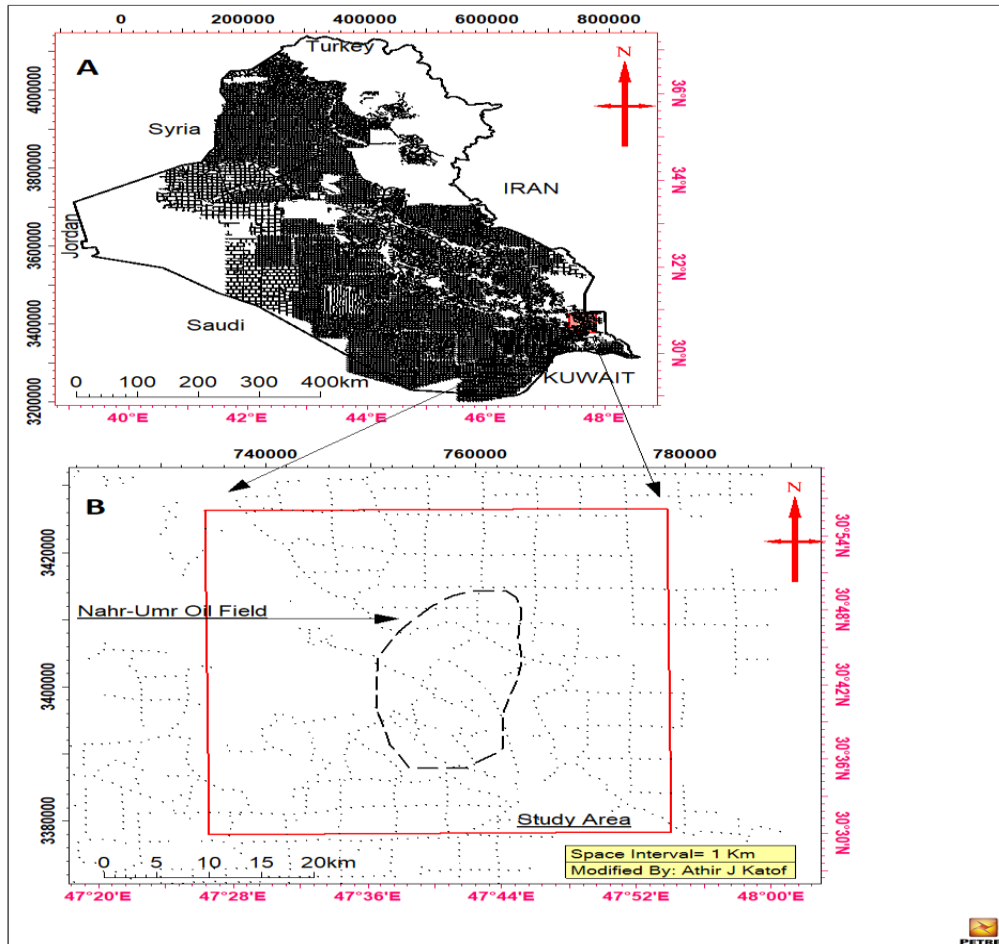 0 200000 400000 600000 800000
A
Turkey
N
Syria
IRAN
Jordan
Saudi
KUWAIT
4000000
3800000
3600000
3400000
3200000
36°N
34°N
32°N
30°N
0 100 200 300 400km
40°E 42°E 44°E 46°E 48°E
740000 760000 780000
B
N
Nahr-Umr Oil Field
3420000
3400000
3380000
30°54'N
30°48'N
30°42'N
30°36'N
30°30'N
Study Area
0 5 10 15 20km
Space Interval= 1 Km
Modified By: Athir J Katof
47°20'E 47°28'E 47°36'E 47°44'E 47°52'E 48°00'E
PETREL